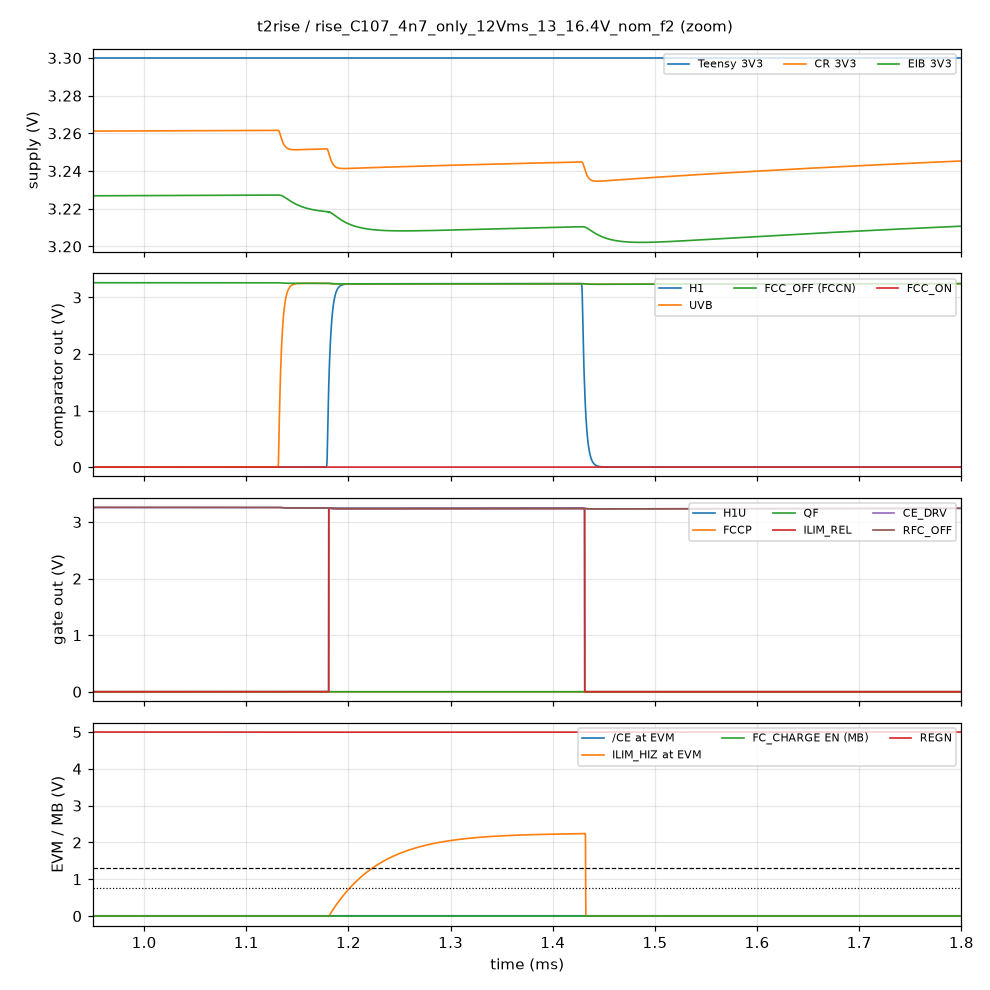 t2rise / rise_C107_4n7_only_12Vms_13_16.4V_nom_f2 (zoom)
supply (V)
3.30
3.28
3.26
3.24
3.22
3.20
Teensy 3V3 CR 3V3 EIB 3V3
comparator out (V)
3
2
1
0
H1 FCC_OFF (FCCN) FCC_ON
UVB
gate out (V)
3
2
1
0
H1U QF CE_DRV
FCCP ILIM_REL RFC_OFF
EVM / MB (V)
5
4
3
2
1
0
/CE at EVM FC_CHARGE EN (MB) REGN
ILIM_HIZ at EVM
1.0 1.1 1.2 1.3 1.4 1.5 1.6 1.7 1.8
time (ms)